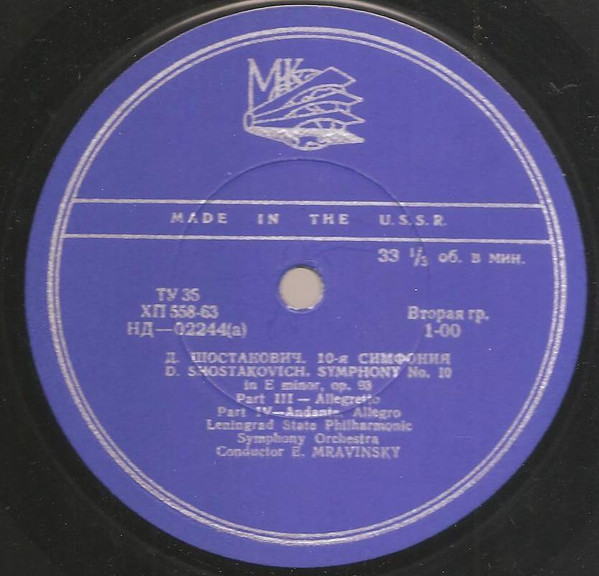 МК
MADE IN THE U.S.S.R.
33 1/3 об. в мин.
ТУ 35
ХП 558-63
НД—02244(а)
Вторая гр.
1-00
Д. ШОСТАКОВИЧ. 10-я СИМФОНИЯ
D. SHOSTAKOVICH. SYMPHONY No. 10
in E minor, op. 93
Part III — Allegretto
Part IV—Andante. Allegro
Leningrad State Philharmonic
Symphony Orchestra
Conductor E. MRAVINSKY